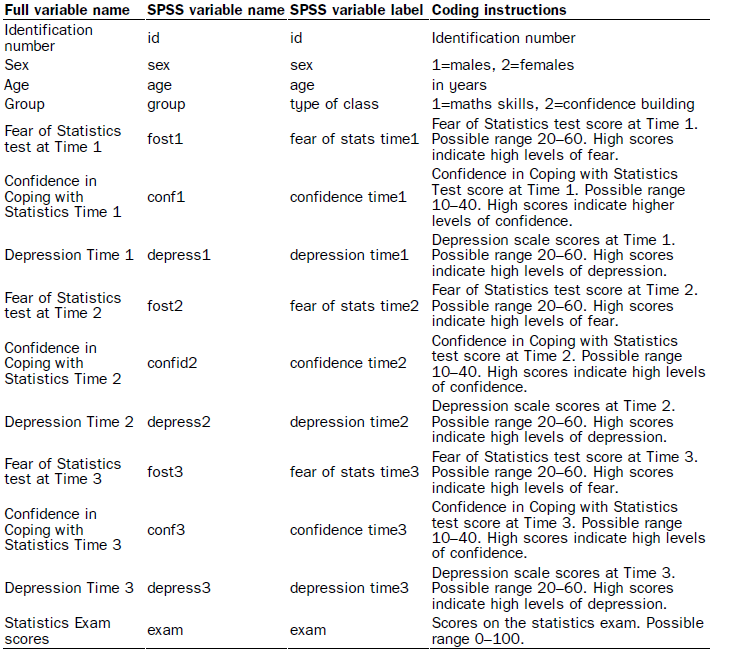 Full variable name SPSS variable name SPSS variable label Coding instructions
Identification number id id Identification number
Sex sex sex 1=males, 2=females
Age age age in years
Group group type of class 1=maths skills, 2=confidence building
Fear of Statistics test at Time 1 fost1 fear of stats time1 Fear of Statistics test score at Time 1. Possible range 20–60. High scores indicate high levels of fear.
Confidence in Coping with Statistics Time 1 conf1 confidence time1 Confidence in Coping with Statistics Test score at Time 1. Possible range 10–40. High scores indicate higher levels of confidence.
Depression Time 1 depress1 depression time1 Depression scale scores at Time 1. Possible range 20–60. High scores indicate high levels of depression.
Fear of Statistics test at Time 2 fost2 fear of stats time2 Fear of Statistics test score at Time 2. Possible range 20–60. High scores indicate high levels of fear.
Confidence in Coping with Statistics Time 2 confid2 confidence time2 Confidence in Coping with Statistics test score at Time 2. Possible range 10–40. High scores indicate high levels of confidence.
Depression Time 2 depress2 depression time2 Depression scale scores at Time 2. Possible range 20–60. High scores indicate high levels of depression.
Fear of Statistics test at Time 3 fost3 fear of stats time3 Fear of Statistics test score at Time 3. Possible range 20–60. High scores indicate high levels of fear.
Confidence in Coping with Statistics Time 3 conf3 confidence time3 Confidence in Coping with Statistics test score at Time 3. Possible range 10–40. High scores indicate high levels of confidence.
Depression Time 3 depress3 depression time3 Depression scale scores at Time 3. Possible range 20–60. High scores indicate high levels of depression.
Statistics Exam scores exam exam Scores on the statistics exam. Possible range 0–100.